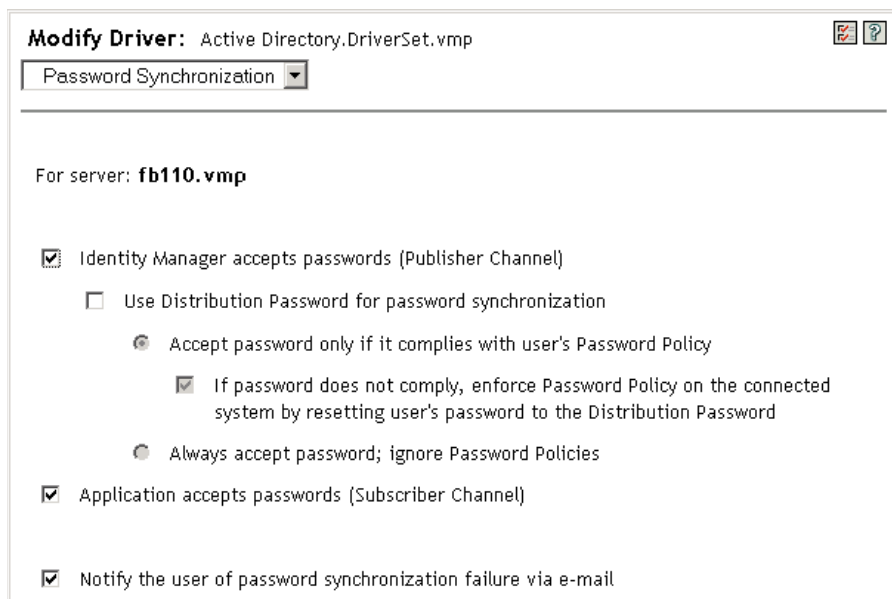 Modify Driver: Active Directory.DriverSet.vmp
?
Password Synchronization
For server: fb110.vmp
Identity Manager accepts passwords (Publisher Channel)
Use Distribution Password for password synchronization
Accept password only if it complies with user's Password Policy
If password does not comply, enforce Password Policy on the connected
system by resetting user's password to the Distribution Password
Always accept password; ignore Password Policies
Application accepts passwords (Subscriber Channel)
Notify the user of password synchronization failure via e-mail